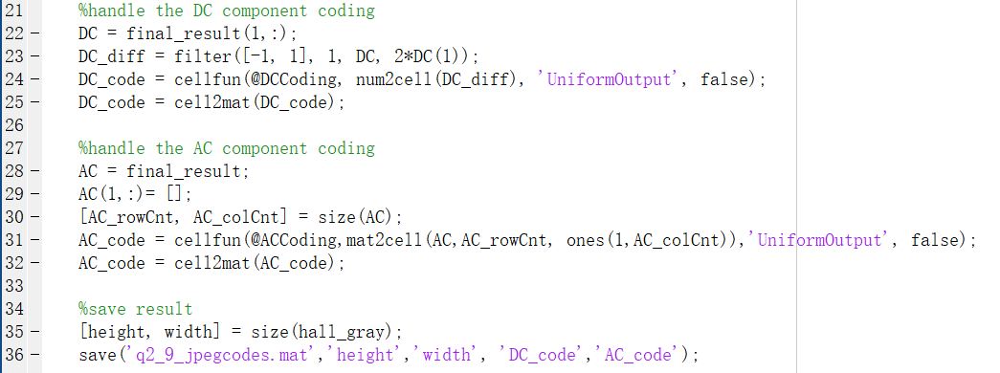 21 %handle the DC component coding
22 – DC = final_result(1,:);
23 – DC_diff = filter([-1, 1], 1, DC, 2*DC(1));
24 – DC_code = cellfun(@DCCoding, num2cell(DC_diff), 'UniformOutput', false);
25 – DC_code = cell2mat(DC_code);
26
27 %handle the AC component coding
28 – AC = final_result;
29 – AC(1,:)= [];
30 – [AC_rowCnt, AC_colCnt] = size(AC);
31 – AC_code = cellfun(@ACCoding,mat2cell(AC,AC_rowCnt, ones(1,AC_colCnt)),'UniformOutput', false);
32 – AC_code = cell2mat(AC_code);
33
34 %save result
35 – [height, width] = size(hall_gray);
36 – save('q2_9_jpegcodes.mat','height','width', 'DC_code','AC_code');